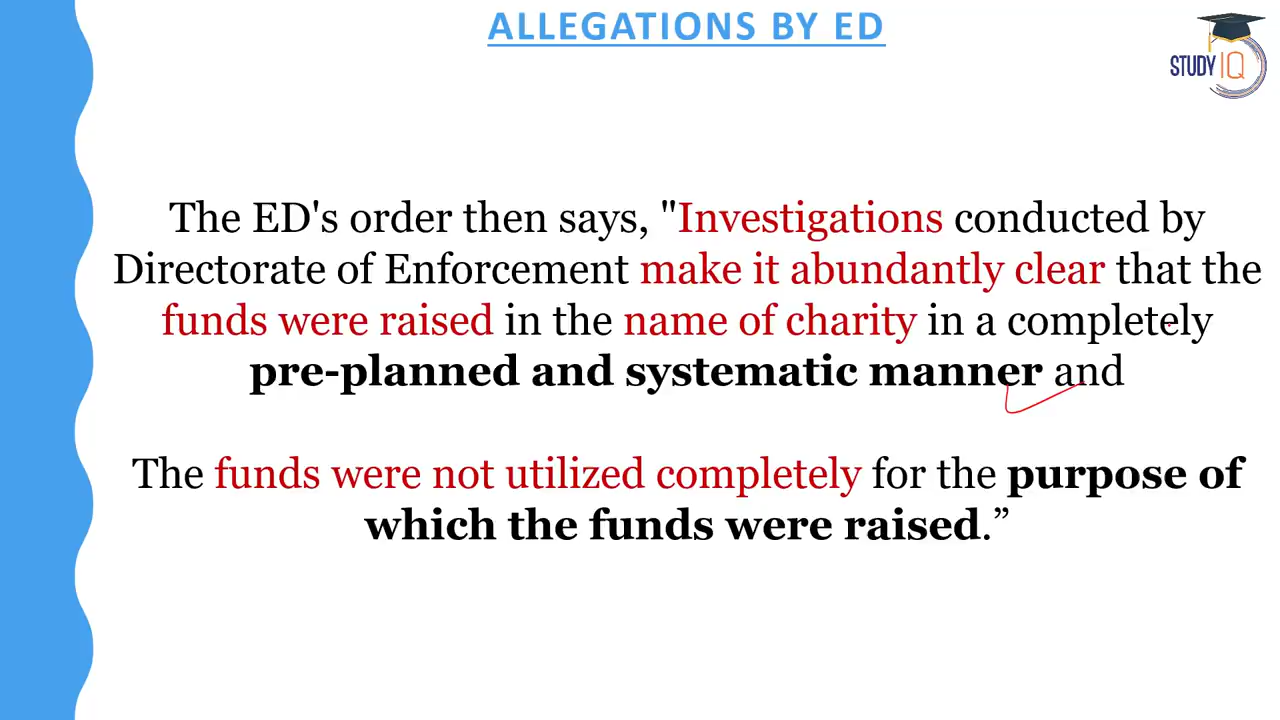 ALLEGATIONS BY ED
STUDY IQ
The ED's order then says, "Investigations conducted by
Directorate of Enforcement make it abundantly clear that the
funds were raised in the name of charity in a completely
pre-planned and systematic manner and
The funds were not utilized completely for the purpose of
which the funds were raised.”